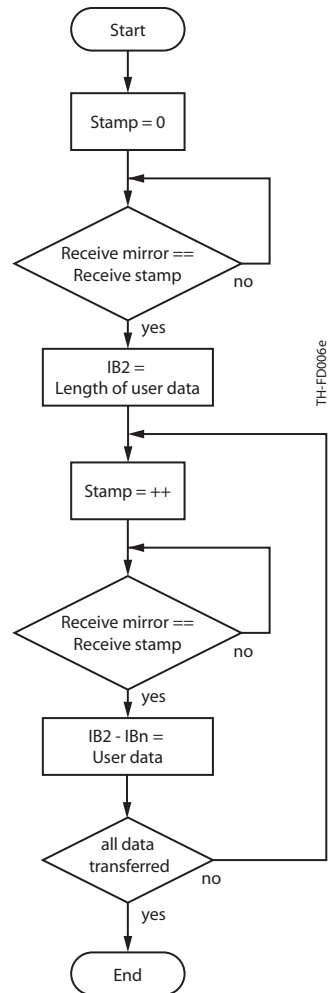 Start
Stamp = 0
Receive mirror ==
Receive stamp
no
yes
IB2 =
Length of user data
Stamp = ++
Receive mirror ==
Receive stamp
no
yes
IB2 - IBn =
User data
all data
transferred
no
yes
End
TH-FD006e